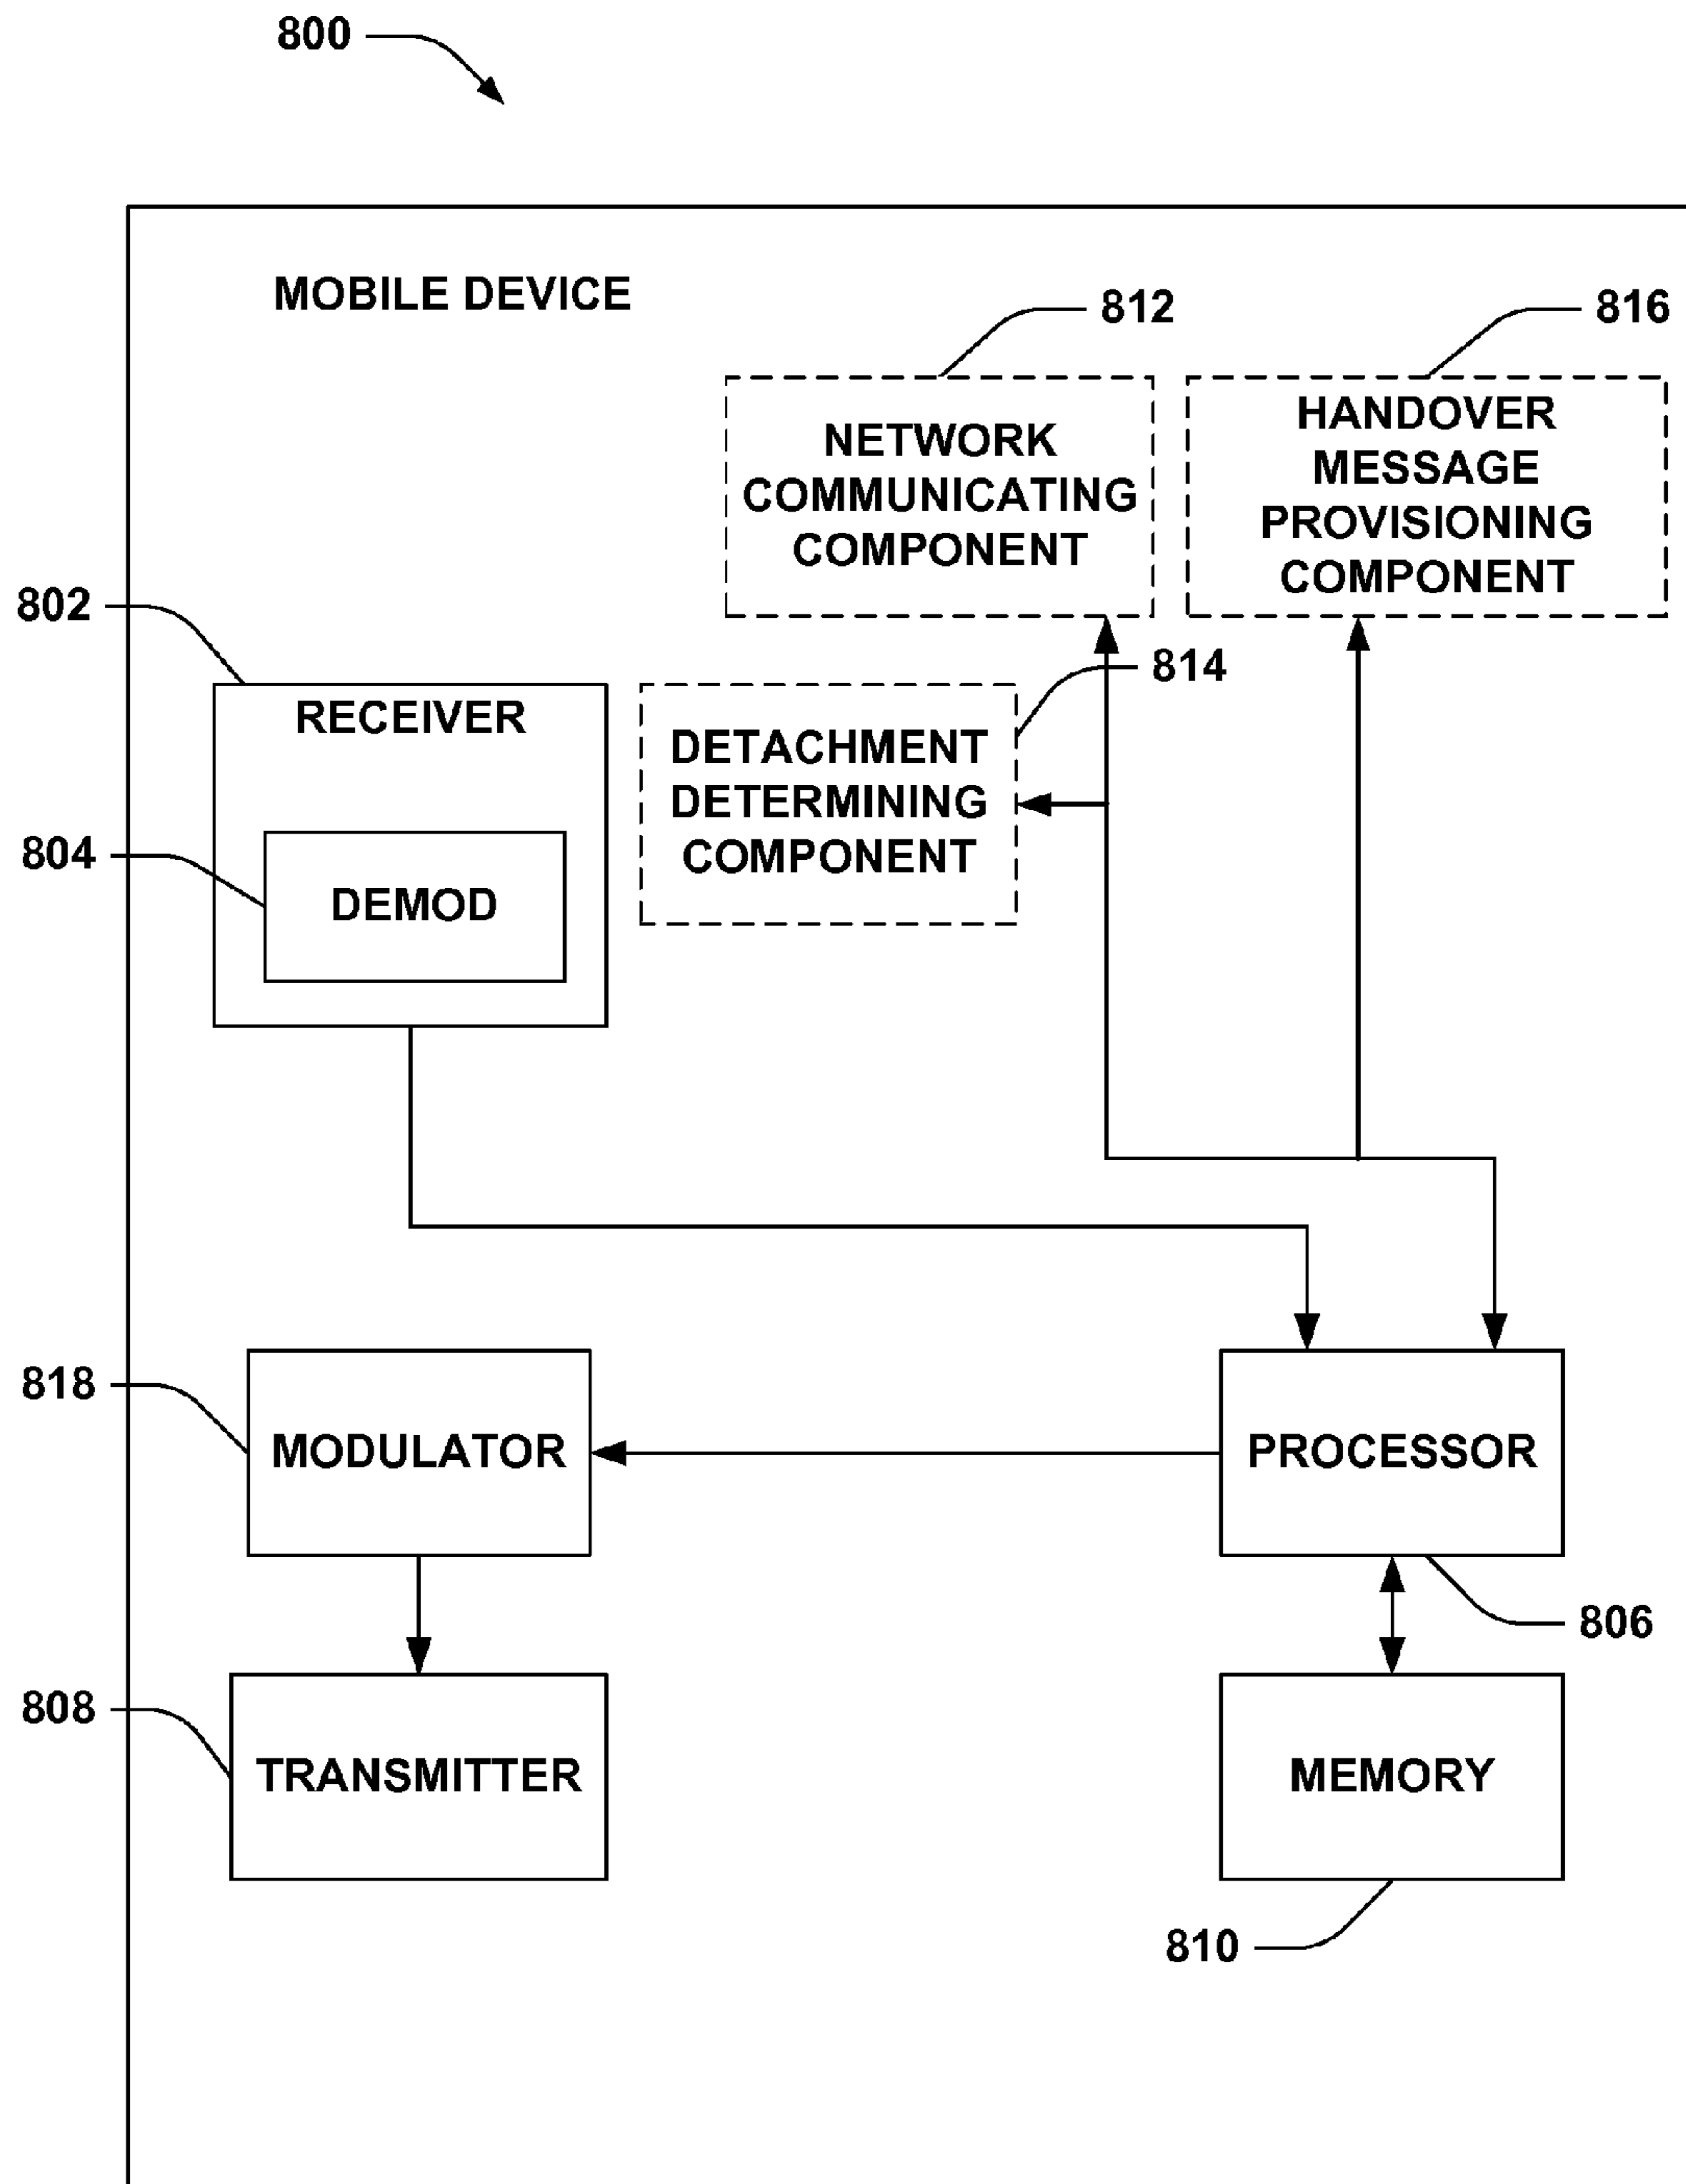 800
MOBILE DEVICE
812
816
NETWORK
COMMUNICATING
COMPONENT
HANDOVER
MESSAGE
PROVISIONING
COMPONENT
802
814
RECEIVER
DETACHMENT
DETERMINING
COMPONENT
804
DEMOD
818
MODULATOR
PROCESSOR
806
808
TRANSMITTER
MEMORY
810